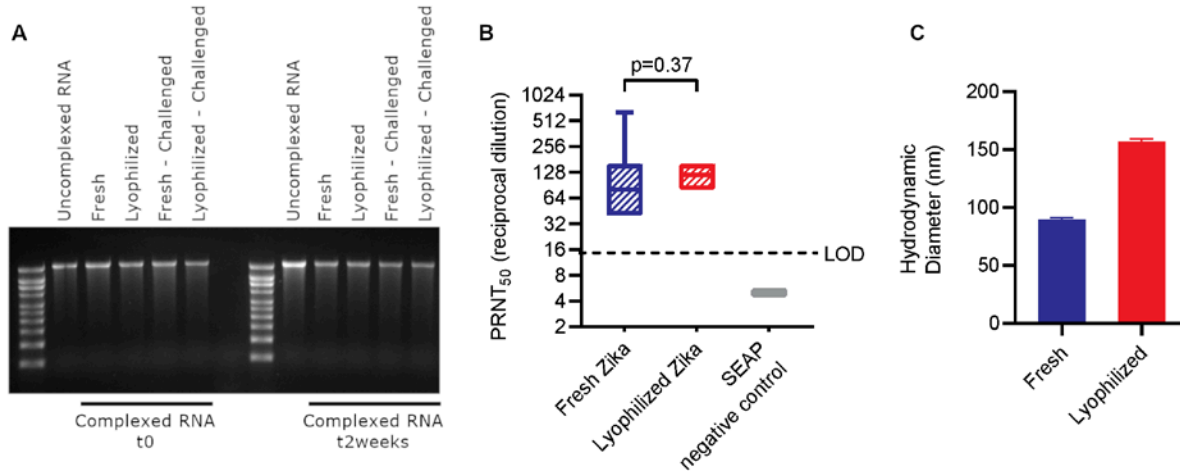 A
Uncomplexed RNA
Fresh
Lyophilized
Fresh - Challenged
Lyophilized - Challenged
Uncomplexed RNA
Fresh
Lyophilized
Fresh - Challenged
Lyophilized - Challenged
Complexed RNA
t0
Complexed RNA
t2weeks
B
p=0.37
PRNT50 (reciprocal dilution)
1024
512
256
128
64
32
16
8
4
2
LOD
Fresh Zika
Lyophilized Zika
SEAP
negative control
C
Hydrodynamic
Diameter (nm)
200
150
100
50
0
Fresh
Lyophilized